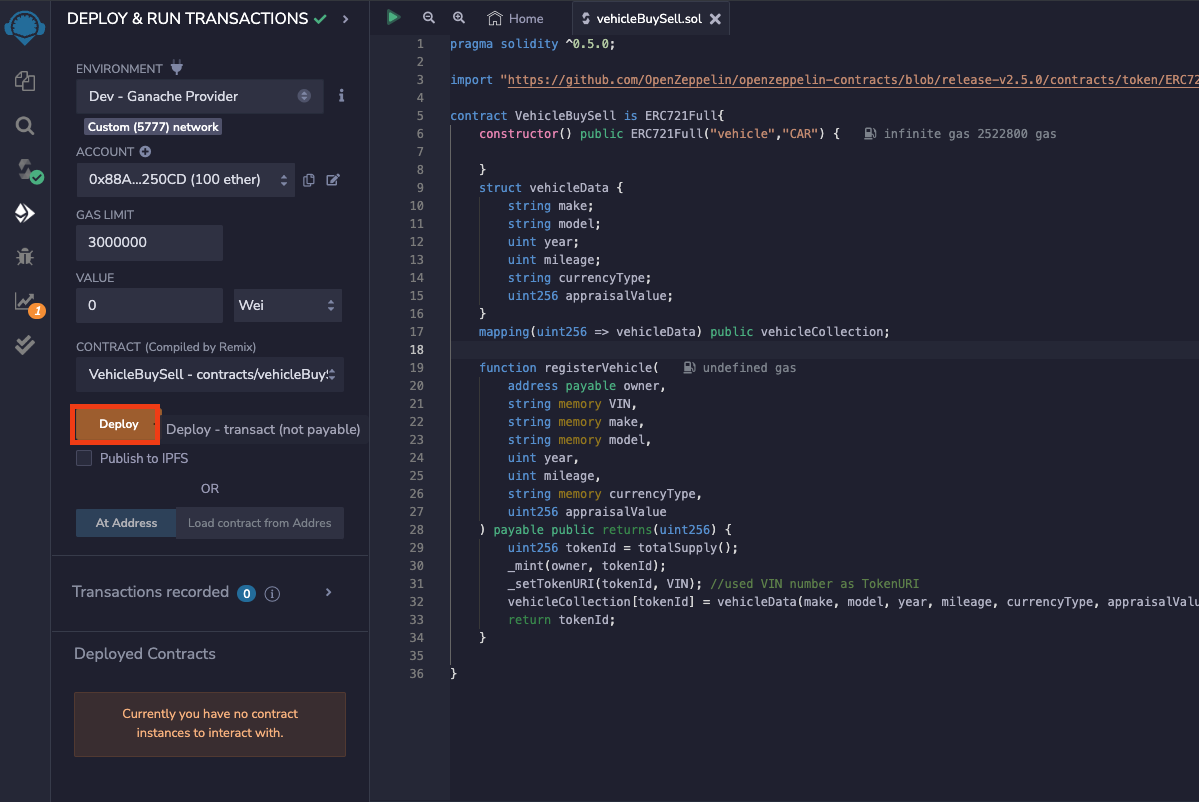 DEPLOY & RUN TRANSACTIONS
ENVIRONMENT
Dev - Ganache Provider
Custom (5777) network
ACCOUNT
0x88A...250CD (100 ether)
GAS LIMIT
3000000
VALUE
0
Wei
CONTRACT (Compiled by Remix)
VehicleBuySell - contracts/vehicleBuyS
Deploy
Deploy - transact (not payable)
Publish to IPFS
OR
At Address
Load contract from Addres
Transactions recorded 0
Deployed Contracts
Currently you have no contract
instances to interact with.
1
Home
vehicleBuySell.sol
1 pragma solidity ^0.5.0;
2
3 import "https://github.com/OpenZeppelin/openzeppelin-contracts/blob/release-v2.5.0/contracts/token/ERC72
4
5 contract VehicleBuySell is ERC721Full{
6 constructor() public ERC721Full("vehicle","CAR") { infinite gas 2522800 gas
7
8 }
9 struct vehicleData {
10 string make;
11 string model;
12 uint year;
13 uint mileage;
14 string currencyType;
15 uint256 appraisalValue;
16 }
17 mapping(uint256 => vehicleData) public vehicleCollection;
18
19 function registerVehicle( undefined gas
20 address payable owner,
21 string memory VIN,
22 string memory make,
23 string memory model,
24 uint year,
25 uint mileage,
26 string memory currencyType,
27 uint256 appraisalValue
28 ) payable public returns(uint256) {
29 uint256 tokenId = totalSupply();
30 _mint(owner, tokenId);
31 _setTokenURI(tokenId, VIN); //used VIN number as TokenURI
32 vehicleCollection[tokenId] = vehicleData(make, model, year, mileage, currencyType, appraisalValu
33 return tokenId;
34 }
35
36 }